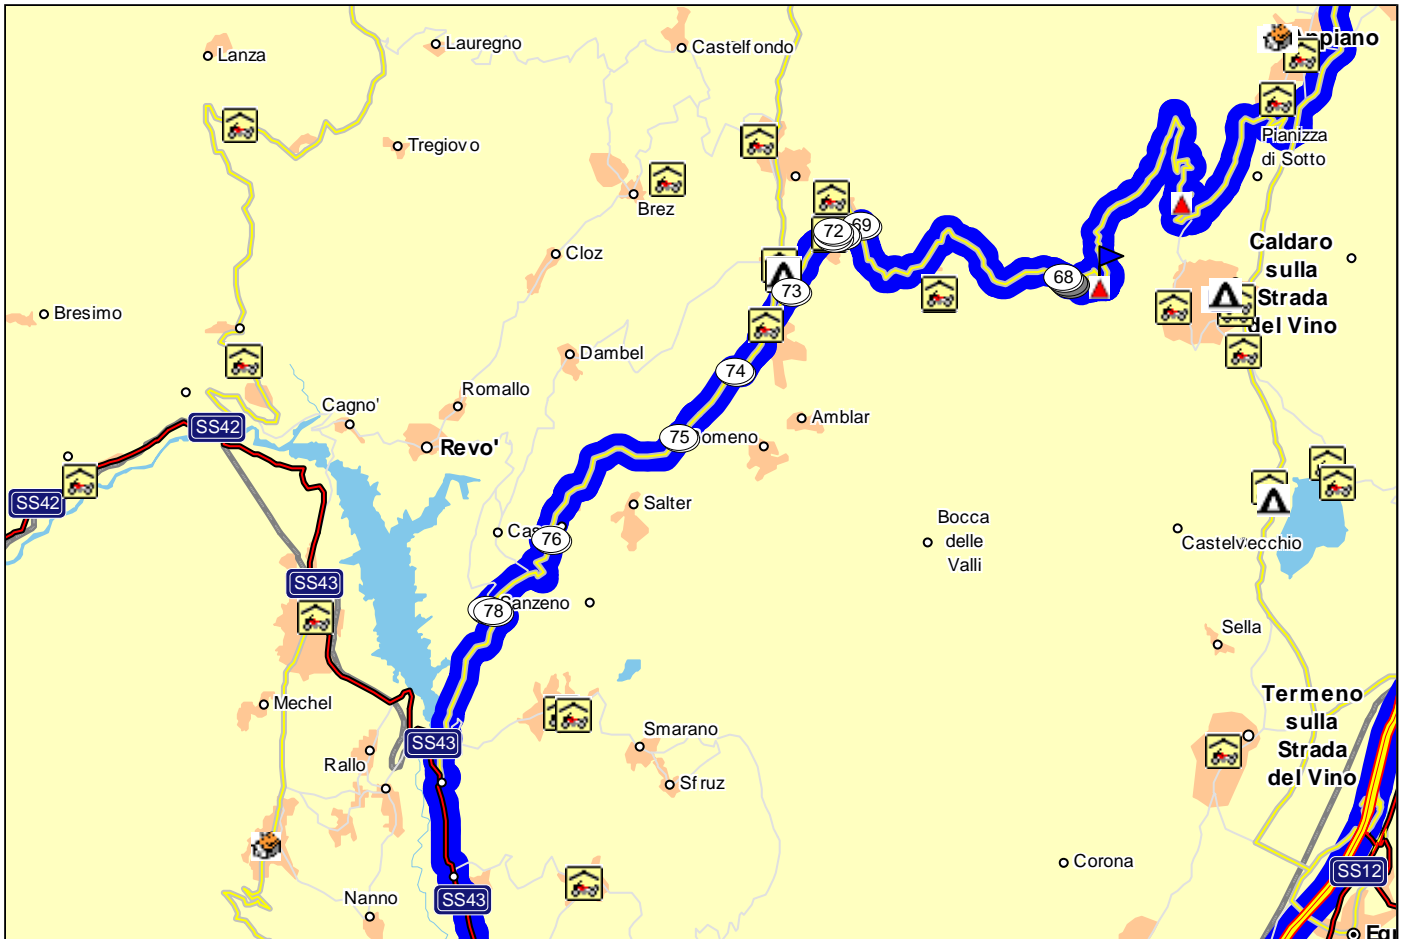 Lanza
Lauregno
Castelfondo
Appiano
Tregiovo
Pianizza
di Sotto
Brez
72
69
Cloz
Caldaro
sulla
Strada
del Vino
68
73
Bresimo
Dambel
74
Romallo
Cagno'
Amblar
SS42
Revo'
75
SS42
Salter
Bocca
delle
Valli
76
Castelvecchio
SS43
78
Sanzeno
Sella
Mechel
Termeno
sulla
Strada
del Vino
SS43
Smarano
Rallo
Sfruz
Corona
SS12
Nanno
SS43